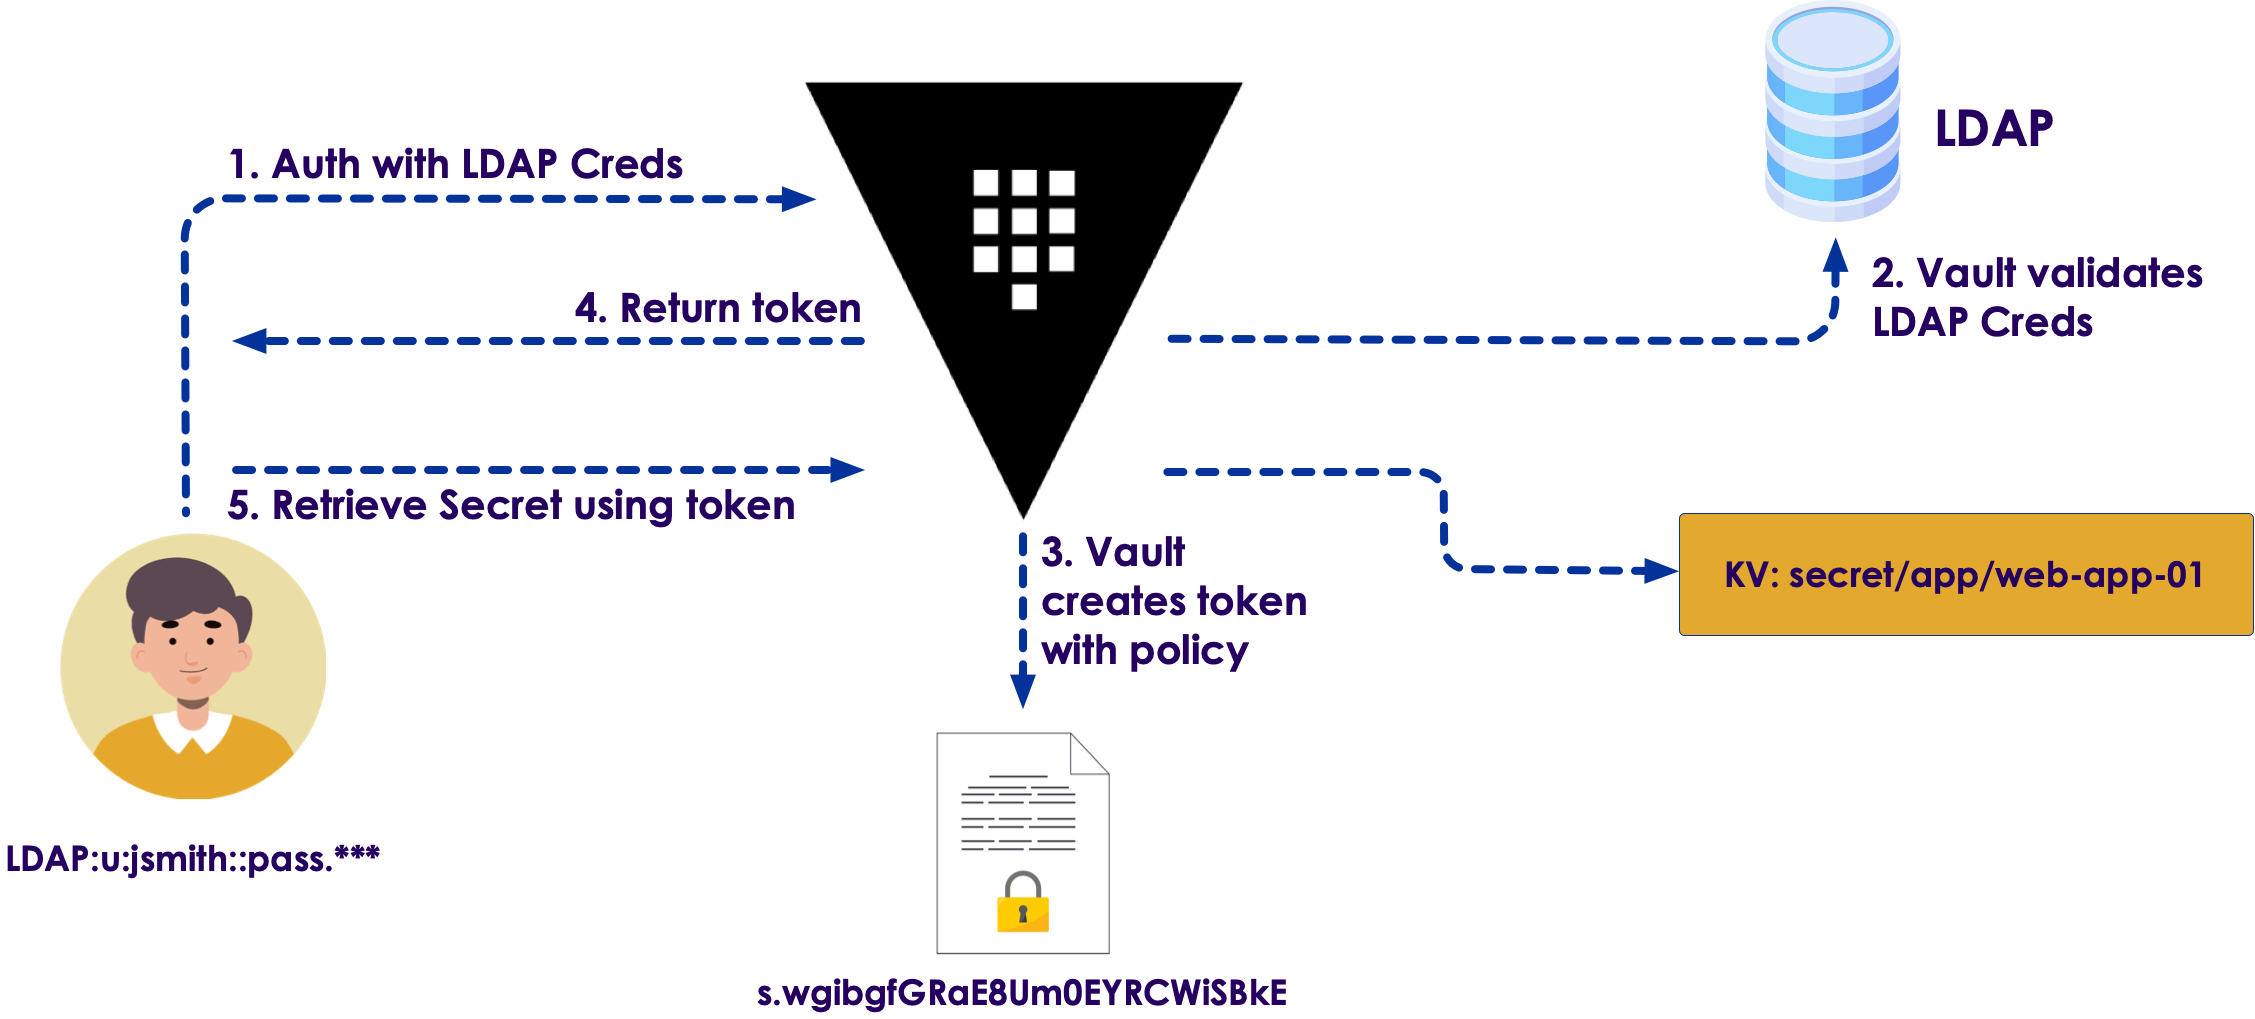 LDAP
1. Auth with LDAP Creds
2. Vault validates
LDAP Creds
4. Return token
5. Retrieve Secret using token
3. Vault
creates token
with policy
KV: secret/app/web-app-01
LDAP:u:jsmith::pass.***
s.wgibgfGRaE8Um0EYRCWiSBkE